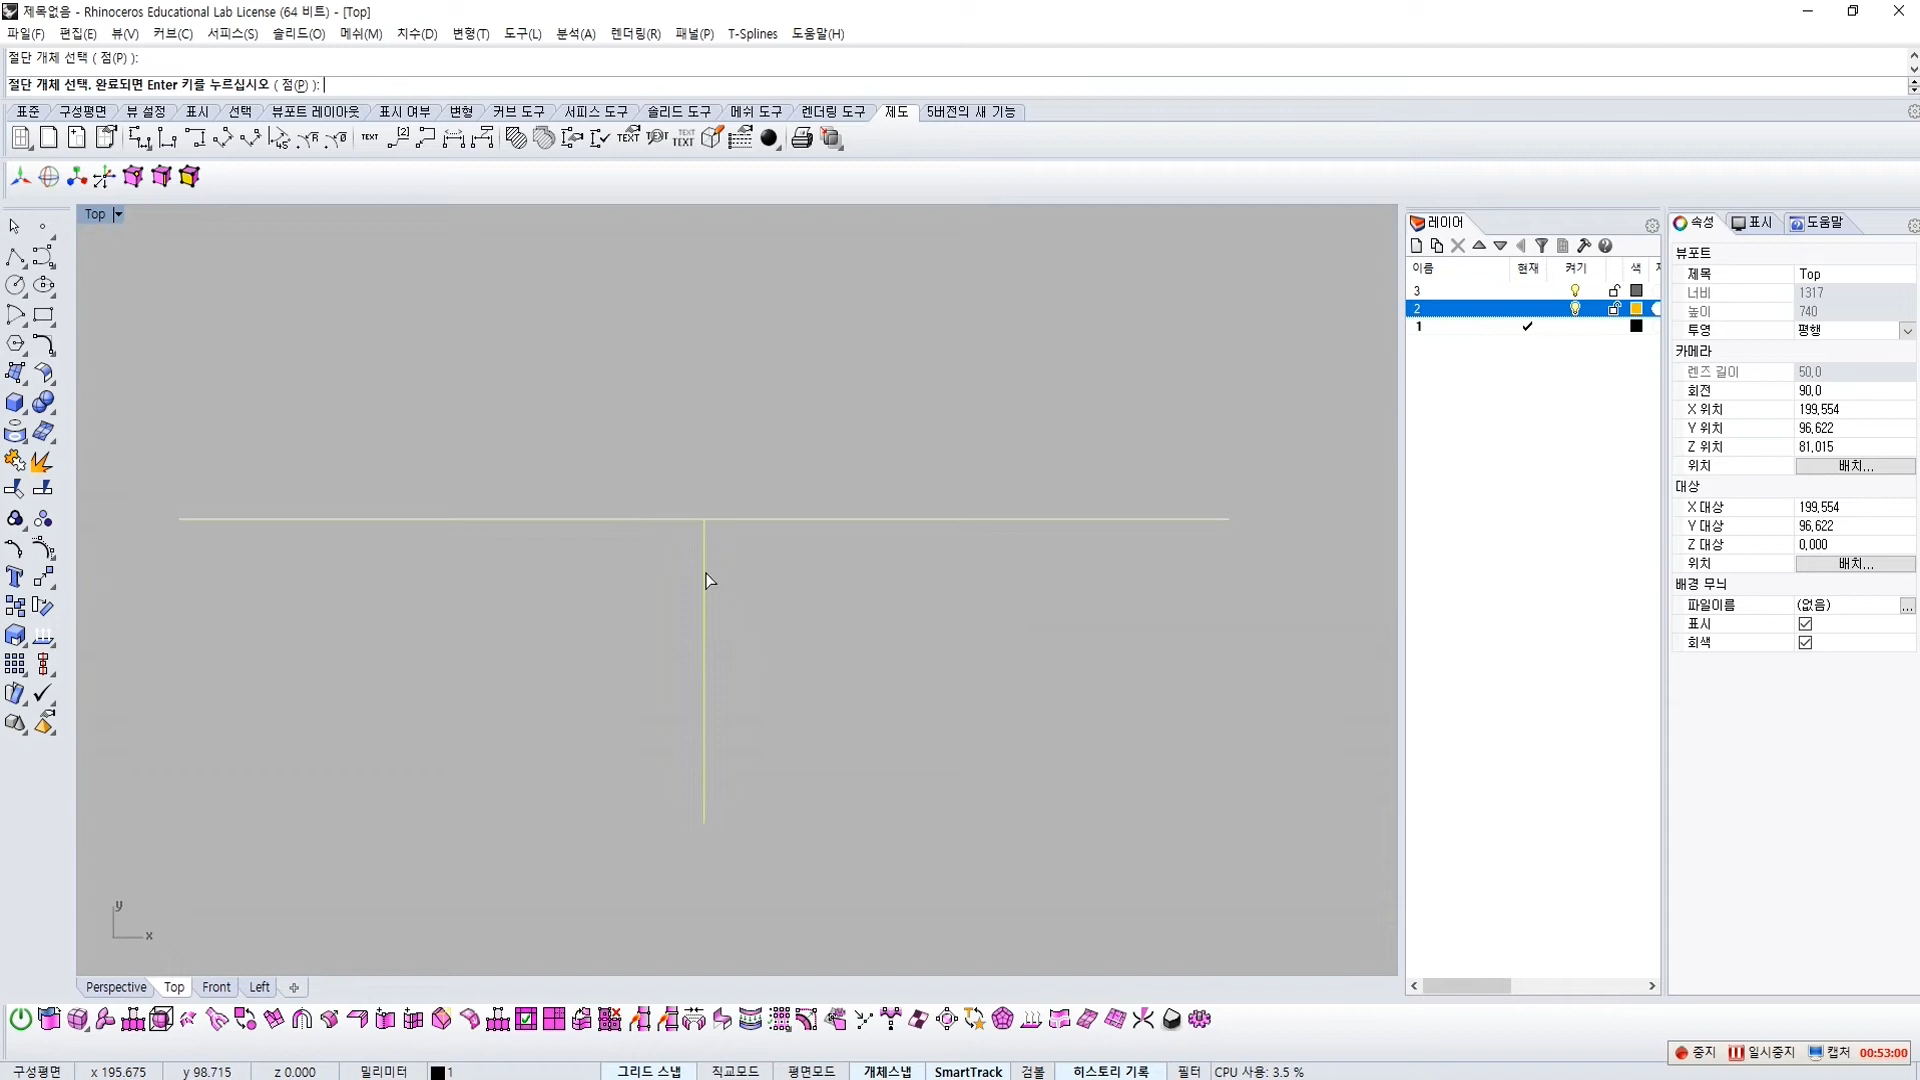 제목없음 - Rhinoceros Educational Lab License (64 비트) - [Top]
파일(F) 편집(E) 뷰(V) 커브(C) 서피스(S) 솔리드(O) 메쉬(M) 치수(D) 변형(T) 도구(L) 분석(A) 렌더링(R) 패널(P) T-Splines 도움말(H)
절단 개체 선택 ( 점(P) ):
절단 개체 선택. 완료되면 Enter 키를 누르십시오 ( 점(P) ):
표준 구성평면 뷰 설정 표시 선택 뷰포트 레이아웃 표시 여부 변형 커브 도구 서피스 도구 솔리드 도구 메쉬 도구 렌더링 도구 제도 5버전의 새 기능
Top
레이어
이름 현재 켜기 색
3
2
1
속성 표시 도움말
뷰포트
제목 Top
너비 1317
높이 740
투영 평행
카메라
렌즈 길이 50,0
회전 90,0
X 위치 199,554
Y 위치 96,622
Z 위치 81,015
위치 배치...
대상
X 대상 199,554
Y 대상 96,622
Z 대상 0,000
위치 배치...
배경 무늬
파일이름 (없음) ...
표시
회색
y
x
Perspective Top Front Left
중지 일시중지 캡처 00:53:00
구성평면 x 195.675 y 98.715 z 0.000 밀리미터 1 그리드 스냅 직교모드 평면모드 개체스냅 SmartTrack 검볼 히스토리 기록 필터 CPU 사용: 3.5 %